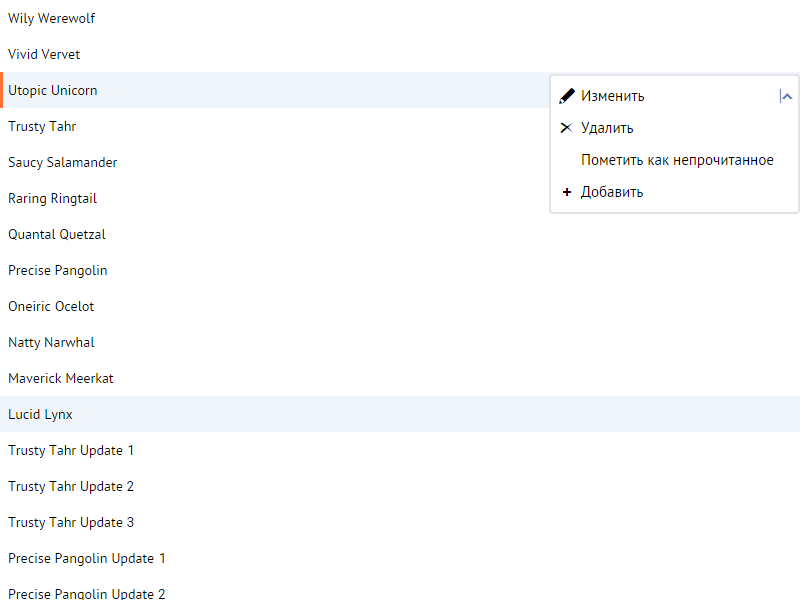 Wily Werewolf
Vivid Vervet
Utopic Unicorn
Изменить
Удалить
Пометить как непрочитанное
Добавить
Trusty Tahr
Saucy Salamander
Raring Ringtail
Quantal Quetzal
Precise Pangolin
Oneiric Ocelot
Natty Narwhal
Maverick Meerkat
Lucid Lynx
Trusty Tahr Update 1
Trusty Tahr Update 2
Trusty Tahr Update 3
Precise Pangolin Update 1
Precise Pangolin Update 2